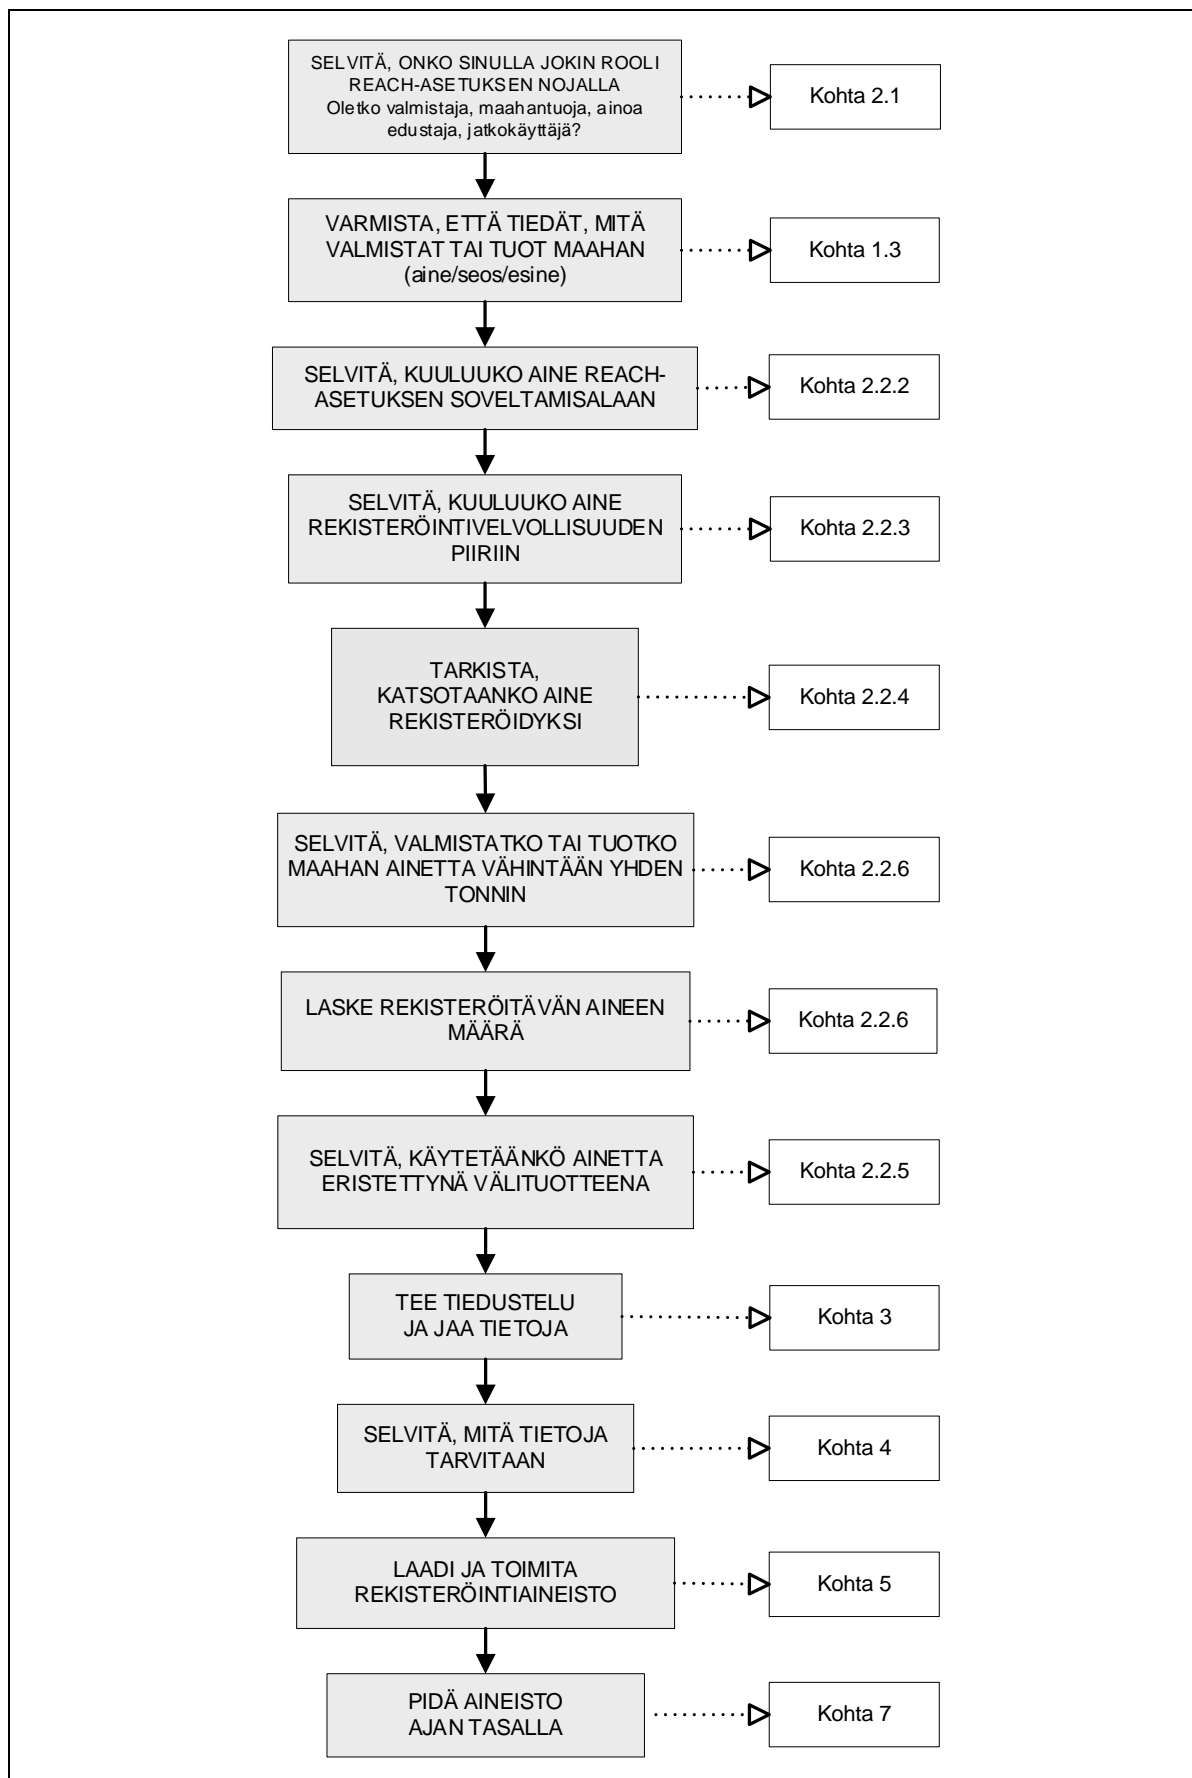 SELVITÄ, ONKO SINULLA JOKIN ROOLI
REACH-ASETUKSEN NOJALLA
Oletko valmistaja, maahantuoja, ainoa
edustaja, jatkokäyttäjä?
Kohta 2.1
VARMISTA, ETTÄ TIEDÄT, MITÄ
VALMISTAT TAI TUOT MAAHAN
(aine/seos/esine)
Kohta 1.3
SELVITÄ, KUULUUKO AINE REACH-
ASETUKSEN SOVELTAMISALAAN
Kohta 2.2.2
SELVITÄ, KUULUUKO AINE
REKISTERÖINTIVELVOLLISUUDEN
PIIRIIN
Kohta 2.2.3
TARKISTA,
KATSOTAANKO AINE
REKISTERÖIDYKSI
Kohta 2.2.4
SELVITÄ, VALMISTATKO TAI TUOTKO
MAAHAN AINETTA VÄHINTÄÄN YHDEN
TONNIN
Kohta 2.2.6
LASKE REKISTERÖITÄVÄN AINEEN
MÄÄRÄ
Kohta 2.2.6
SELVITÄ, KÄYTETÄÄNKÖ AINETTA
ERISTETTYNÄ VÄLITUOTTEENA
Kohta 2.2.5
TEE TIEDUSTELU
JA JAA TIETOJA
Kohta 3
SELVITÄ, MITÄ TIETOJA
TARVITAAN
Kohta 4
LAADI JA TOIMITA
REKISTERÖINTIAINEISTO
Kohta 5
PIDÄ AINEISTO
AJAN TASALLA
Kohta 7